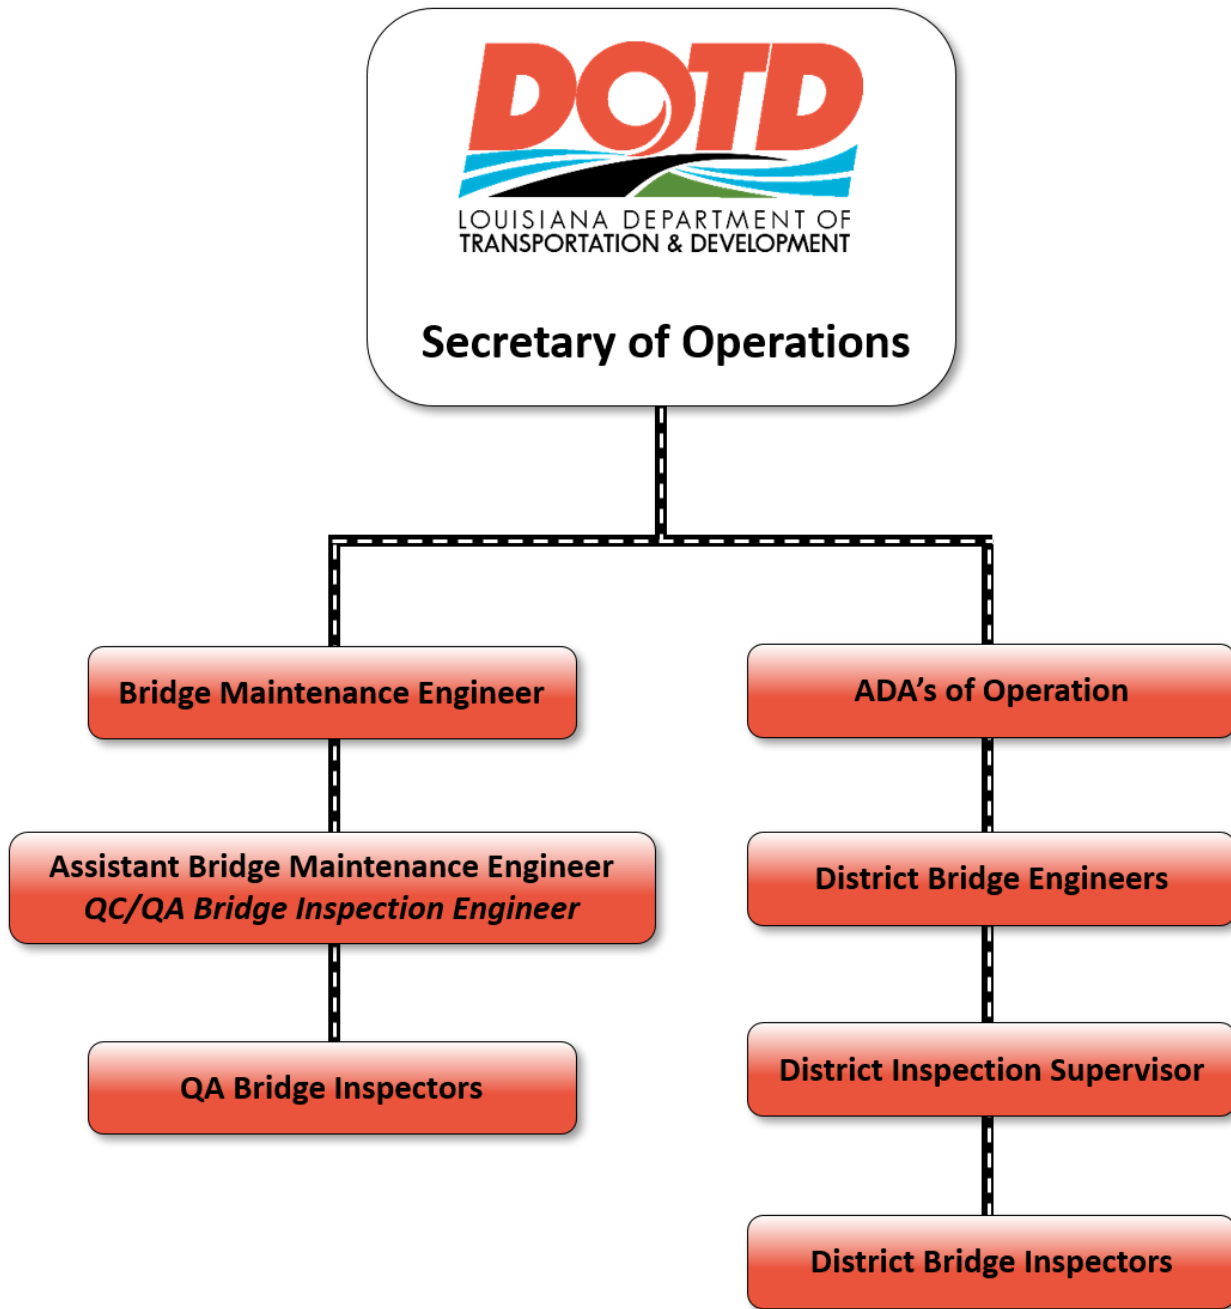 DOTD
LOUISIANA DEPARTMENT OF
TRANSPORTATION & DEVELOPMENT
Secretary of Operations
Bridge Maintenance Engineer
ADA's of Operation
Assistant Bridge Maintenance Engineer
QC/QA Bridge Inspection Engineer
District Bridge Engineers
QA Bridge Inspectors
District Inspection Supervisor
District Bridge Inspectors